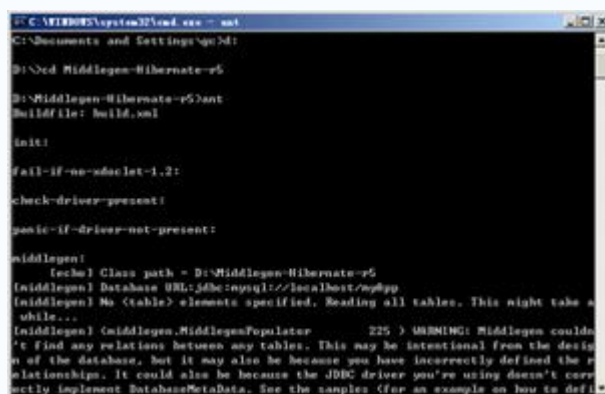 C:\WINDOWS\system32\cmd.exe - ant
C:\Documents and Settings\gc>d:
D:\>cd Middlegen-Hibernate-r5
D:\Middlegen-Hibernate-r5>ant
Buildfile: build.xml
init:
fail-if-no-xdoclet-1.2:
check-driver-present:
panic-if-driver-not-present:
middlegen:
[echo] Class path = D:\Middlegen-Hibernate-r5
[middlegen] Database URL:jdbc:mysql://localhost/myApp
[middlegen] No <table> elements specified. Reading all tables. This might take a
while...
[middlegen] (middlegen.MiddlegenPopulator 225 ) WARNING: Middlegen couldn
't find any relations between any tables. This may be intentional from the desig
n of the database, but it may also be because you have incorrectly defined the r
elationships. It could also be because the JDBC driver you're using doesn't corr
ectly implement DatabaseMetaData. See the samples (for an example on how to defi